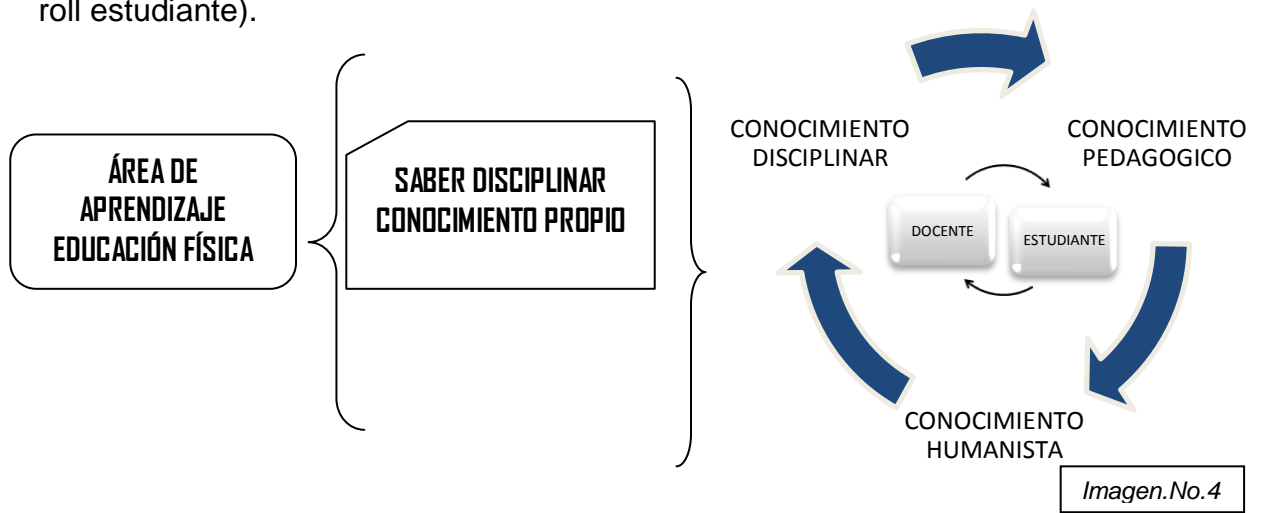 roll estudiante).
ÁREA DE
APRENDIZAJE
EDUCACIÓN FÍSICA
SABER DISCIPLINAR
CONOCIMIENTO PROPIO
CONOCIMIENTO
DISCIPLINAR
CONOCIMIENTO
PEDAGOGICO
DOCENTE
ESTUDIANTE
CONOCIMIENTO
HUMANISTA
Imagen.No.4